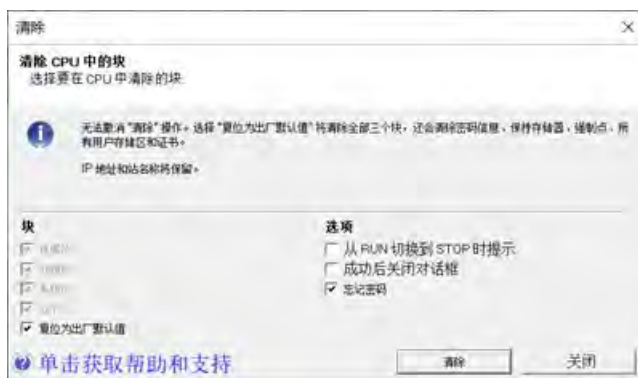 清除
清除 CPU 中的块
选择要在 CPU 中清除的块
无法撤消“清除”操作。选择“复位为出厂默认值”将清除全部三个块，还会清除密码信息，保持存储器，强制点，所
有用户存储区和证书。
IP 地址和站名称将保留。
块
选项
从 RUN 切换到 STOP 时提示
成功后关闭对话框
忘记密码
复位为出厂默认值
单击获取帮助和支持
清除
关闭